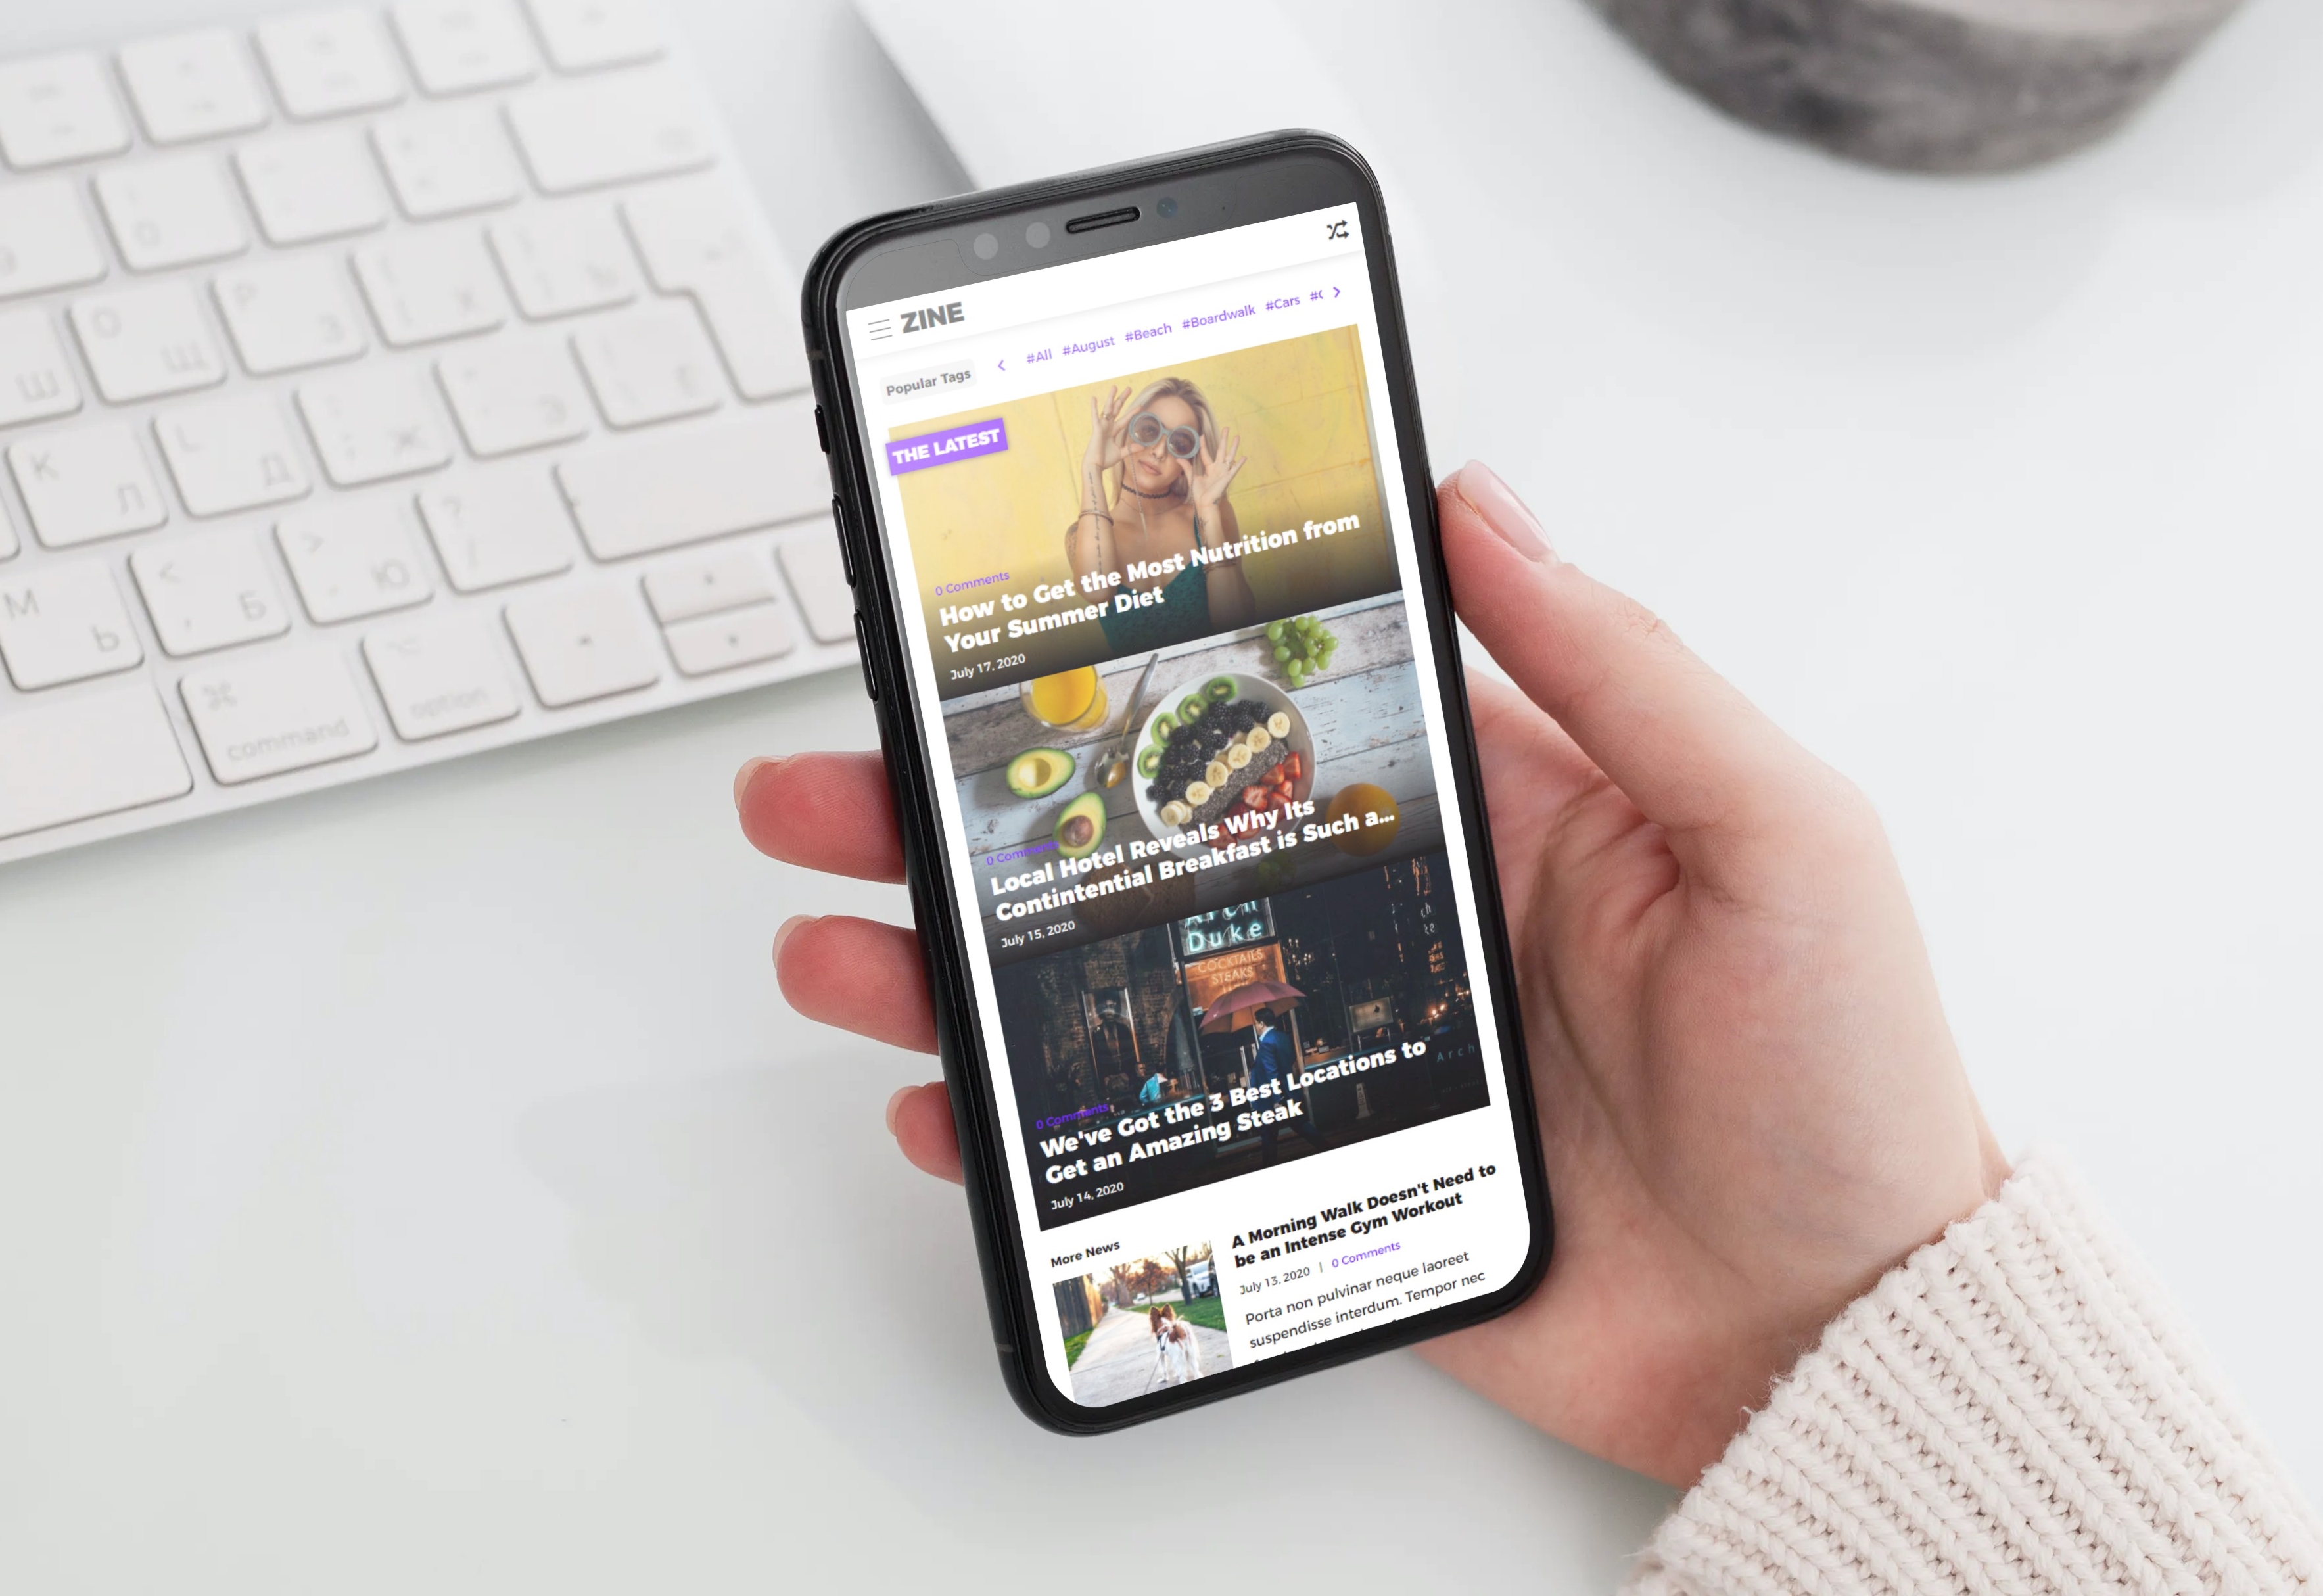 ZINE
Popular Tags
#All #August #Beach #Boardwalk #Cars
THE LATEST
0 Comments
How to Get the Most Nutrition from
Your Summer Diet
July 17, 2020
0 Comments
Local Hotel Reveals Why Its
Contintential Breakfast is Such a...
July 15, 2020
Arch
Duke
COCKTAILS
STEAKS
Arch
0 Comments
We've Got the 3 Best Locations to
Get an Amazing Steak
July 14, 2020
More News
A Morning Walk Doesn't Need to
be an Intense Gym Workout
July 13, 2020 | 0 Comments
Porta non pulvinar neque laoreet
suspendisse interdum. Tempor nec
О Щ
Р З
Х
Ъ
Ш
К Л
L Д
Ж
Э
М Ь
< , Б
> . Ю
? /
⌘
command
option